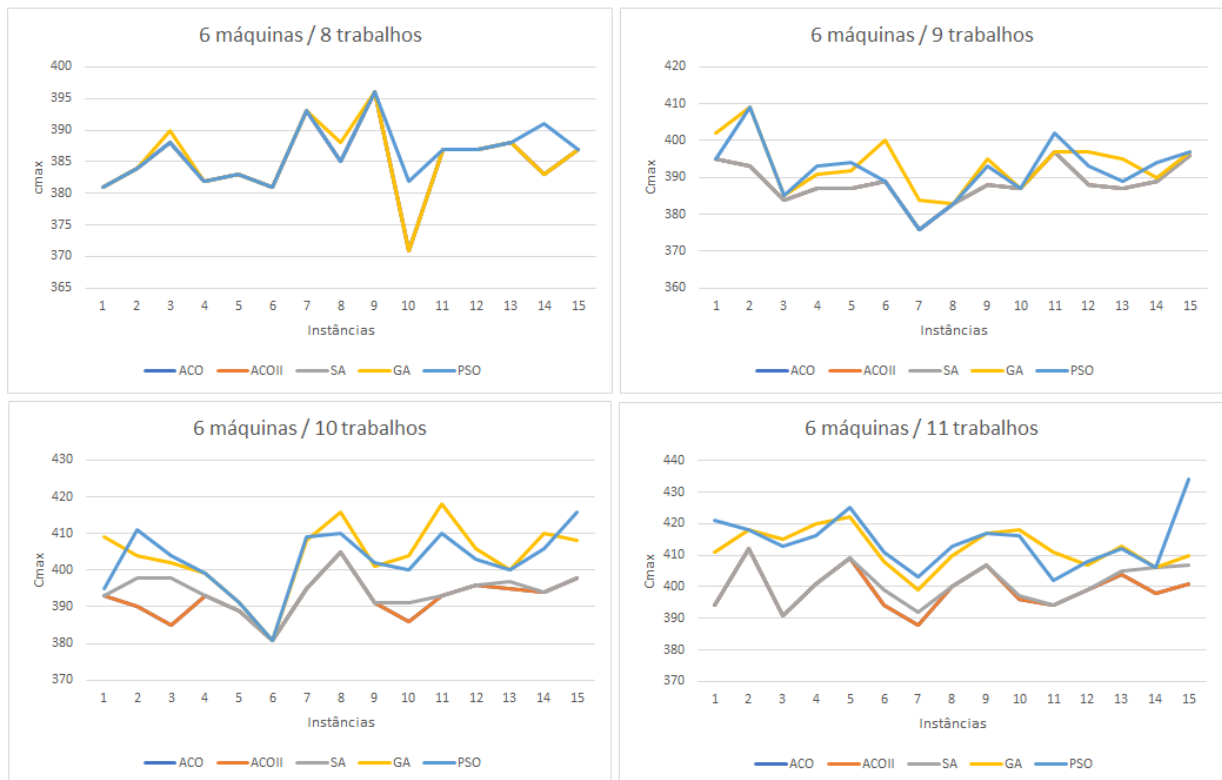 6 máquinas / 8 trabalhos
cmax
400
395
390
385
380
375
370
365
1 2 3 4 5 6 7 8 9 10 11 12 13 14 15
Instâncias
ACO ACOII SA GA PSO
6 máquinas / 9 trabalhos
Cmax
420
410
400
390
380
370
360
1 2 3 4 5 6 7 8 9 10 11 12 13 14 15
Instâncias
ACO ACOII SA GA PSO
6 máquinas / 10 trabalhos
Cmax
430
420
410
400
390
380
370
1 2 3 4 5 6 7 8 9 10 11 12 13 14 15
Instâncias
ACO ACOII SA GA PSO
6 máquinas / 11 trabalhos
Cmax
440
430
420
410
400
390
380
370
1 2 3 4 5 6 7 8 9 10 11 12 13 14 15
Instâncias
ACO ACOII SA GA PSO